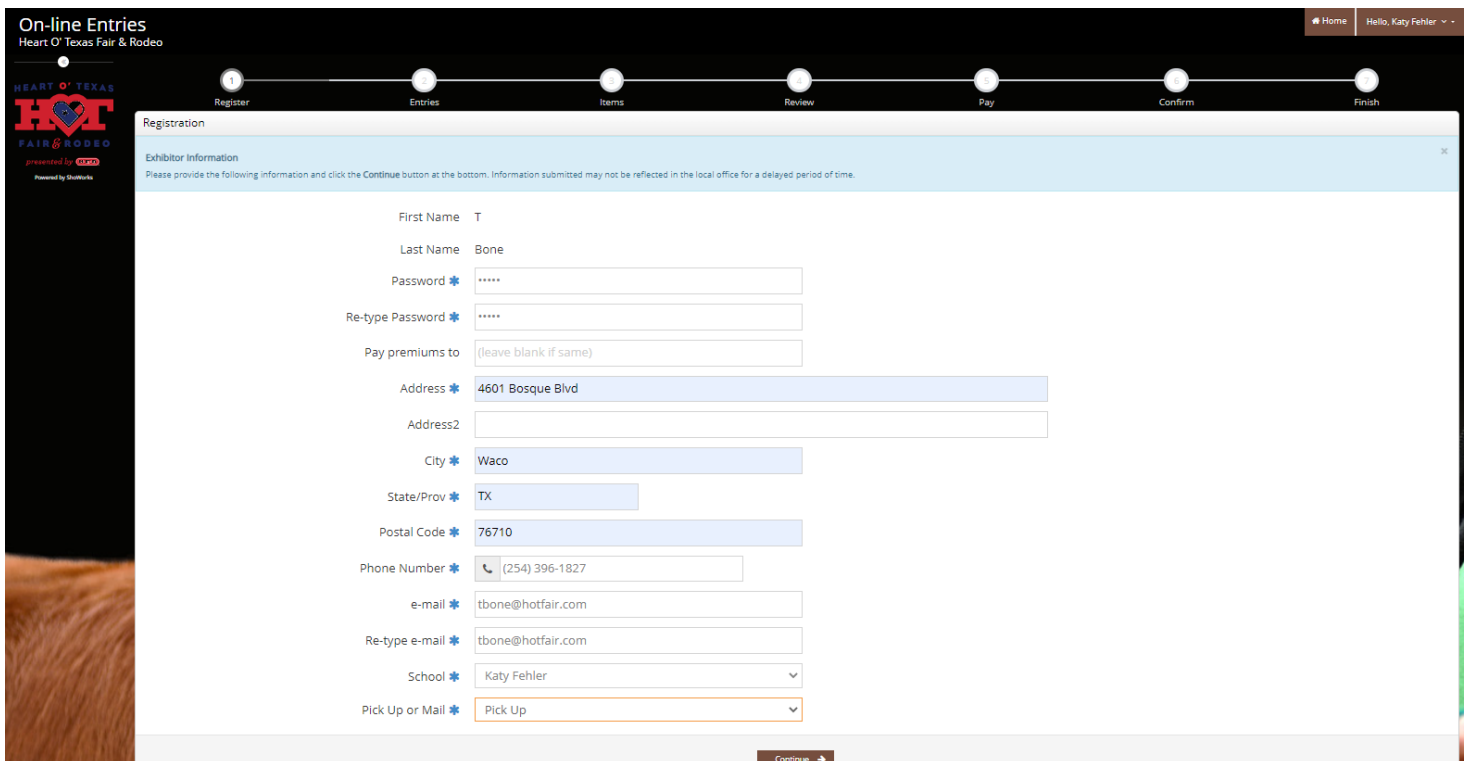 On-line Entries
Heart O' Texas Fair & Rodeo
Home
Hello, Katy Fehler
HEART O' TEXAS
HOT
FAIR & RODEO
presented by
Powered by ShoWorks
1 2 3 4 5 6 7
Register Entries Items Review Pay Confirm Finish
Registration
Exhibitor Information
×
Please provide the following information and click the Continue button at the bottom. Information submitted may not be reflected in the local office for a delayed period of time.
First Name T
Last Name Bone
Password ✱ •••••
Re-type Password ✱ •••••
Pay premiums to (leave blank if same)
Address ✱ 4601 Bosque Blvd
Address2
City ✱ Waco
State/Prov ✱ TX
Postal Code ✱ 76710
Phone Number ✱ (254) 396-1827
e-mail ✱ tbone@hotfair.com
Re-type e-mail ✱ tbone@hotfair.com
School ✱ Katy Fehler
Pick Up or Mail ✱ Pick Up
Continue